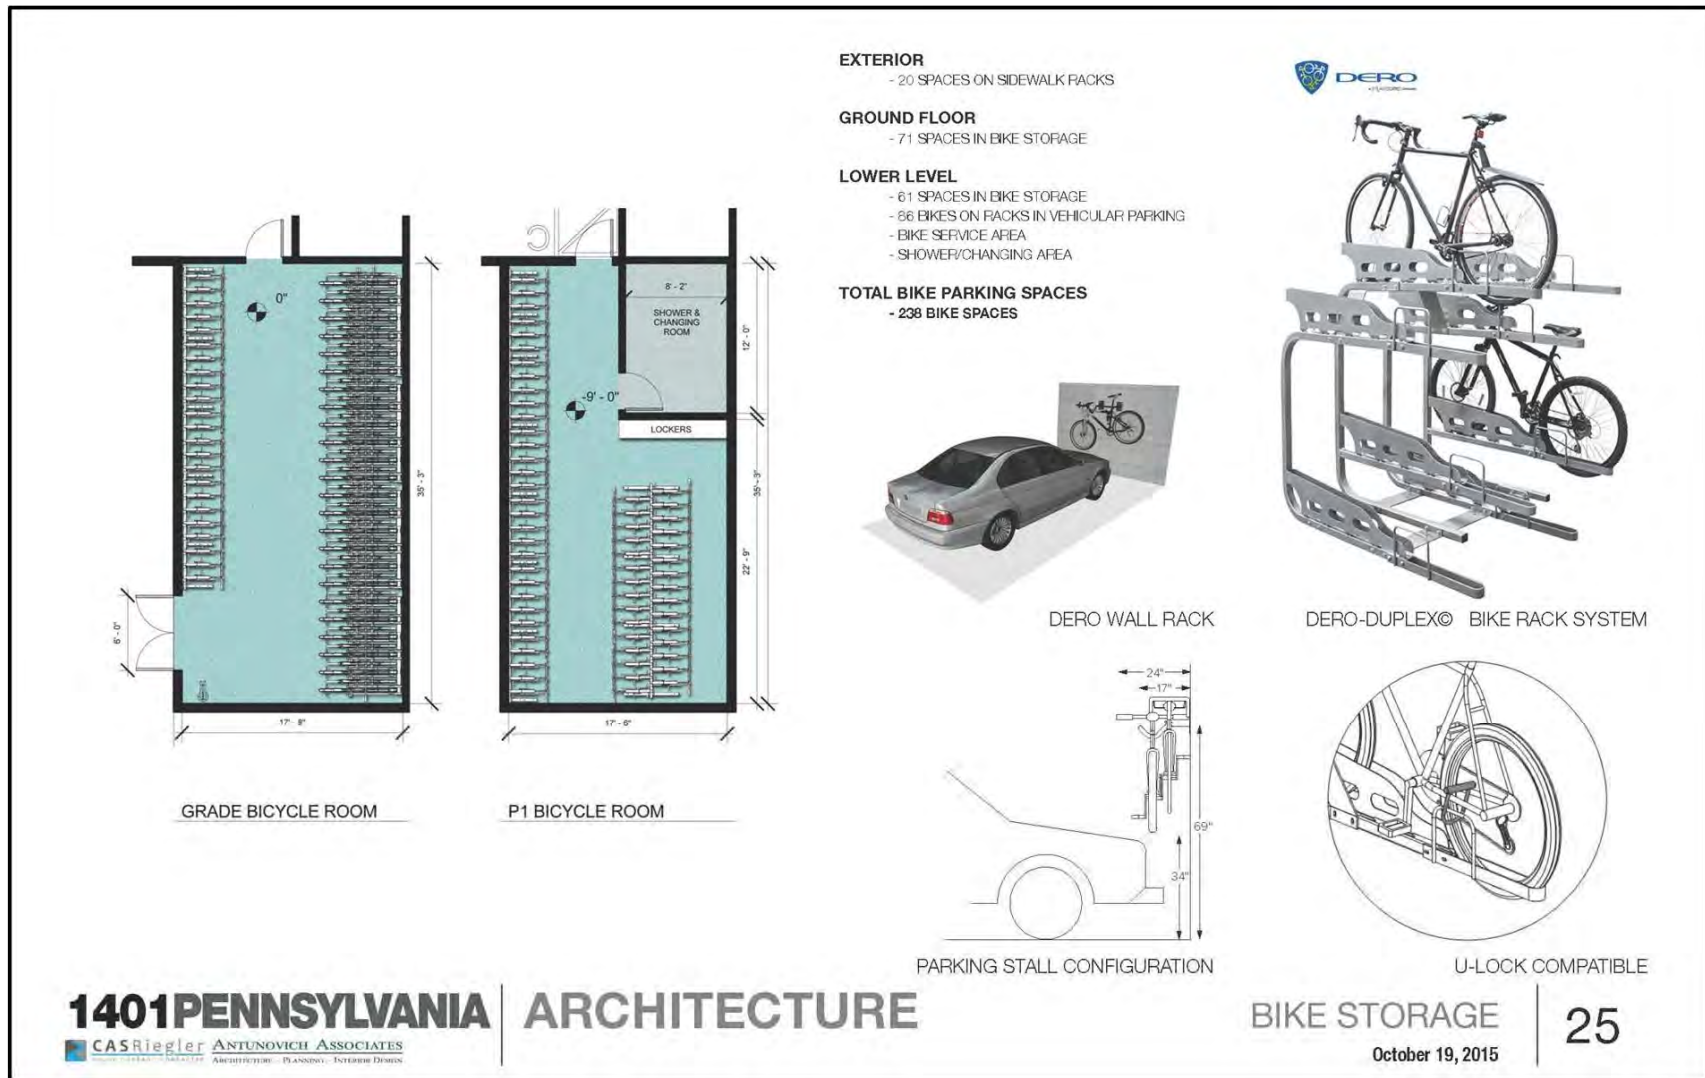 EXTERIOR
- 20 SPACES ON SIDEWALK RACKS
GROUND FLOOR
- 71 SPACES IN BIKE STORAGE
LOWER LEVEL
- 61 SPACES IN BIKE STORAGE
- 86 BIKES ON RACKS IN VEHICULAR PARKING
- BIKE SERVICE AREA
- SHOWER/CHANGING AREA
TOTAL BIKE PARKING SPACES
- 238 BIKE SPACES
DERO
0"
35' - 3"
6' - 0"
17' - 8"
GRADE BICYCLE ROOM
8' - 2"
SHOWER &
CHANGING
ROOM
12' - 0"
-9' - 0"
LOCKERS
35' - 3"
22' - 9"
17' - 6"
P1 BICYCLE ROOM
DERO WALL RACK
DERO-DUPLEX© BIKE RACK SYSTEM
24"
17"
69"
34"
PARKING STALL CONFIGURATION
U-LOCK COMPATIBLE
1401PENNSYLVANIA
ARCHITECTURE
CASRiegler
ANTUNOVICH ASSOCIATES
ARCHITECTURE PLANNING INTERIOR DESIGN
BIKE STORAGE
October 19, 2015
25